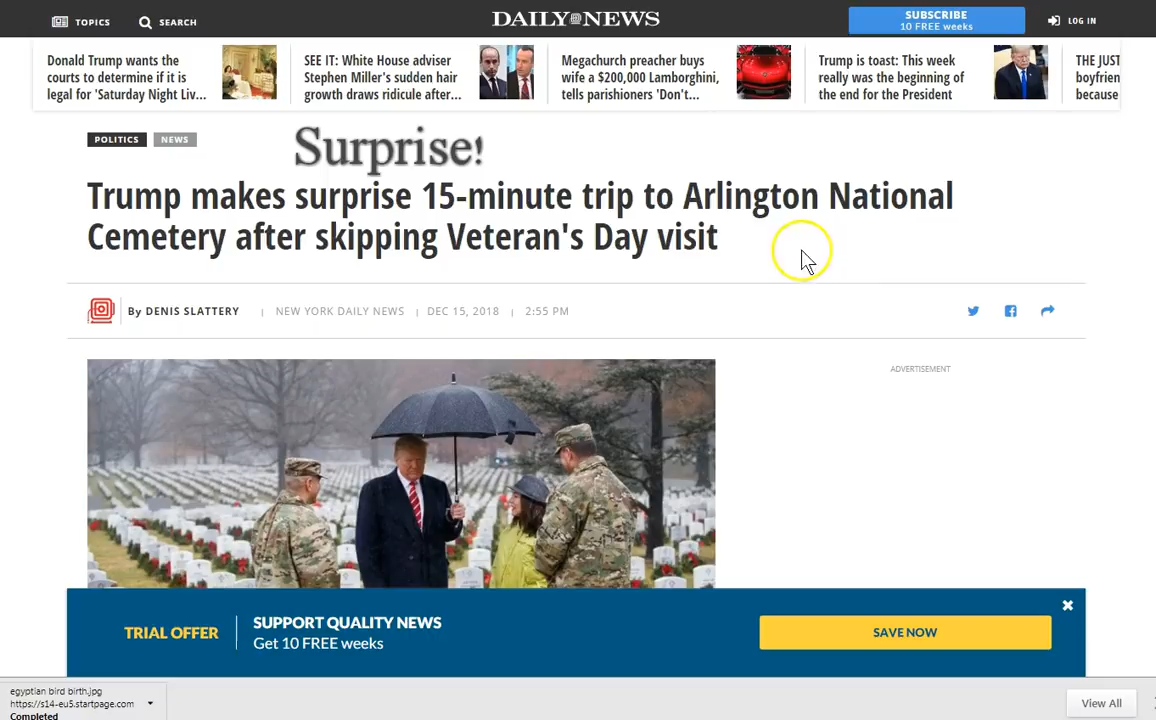 TOPICS
SEARCH
DAILY NEWS
SUBSCRIBE
10 FREE weeks
LOG IN
Donald Trump wants the
courts to determine if it is
legal for 'Saturday Night Liv...
SEE IT: White House adviser
Stephen Miller's sudden hair
growth draws ridicule after...
Megachurch preacher buys
wife a $200,000 Lamborghini,
tells parishioners 'Don't...
Trump is toast: This week
really was the beginning of
the end for the President
THE JUST
boyfrien
because
POLITICS
NEWS
Surprise!
Trump makes surprise 15-minute trip to Arlington National
Cemetery after skipping Veteran's Day visit
By DENIS SLATTERY | NEW YORK DAILY NEWS | DEC 15, 2018 | 2:55 PM
ADVERTISEMENT
TRIAL OFFER
SUPPORT QUALITY NEWS
Get 10 FREE weeks
SAVE NOW
egyptian bird birth.jpg
https://s14-eu5.startpage.com
Completed
View All